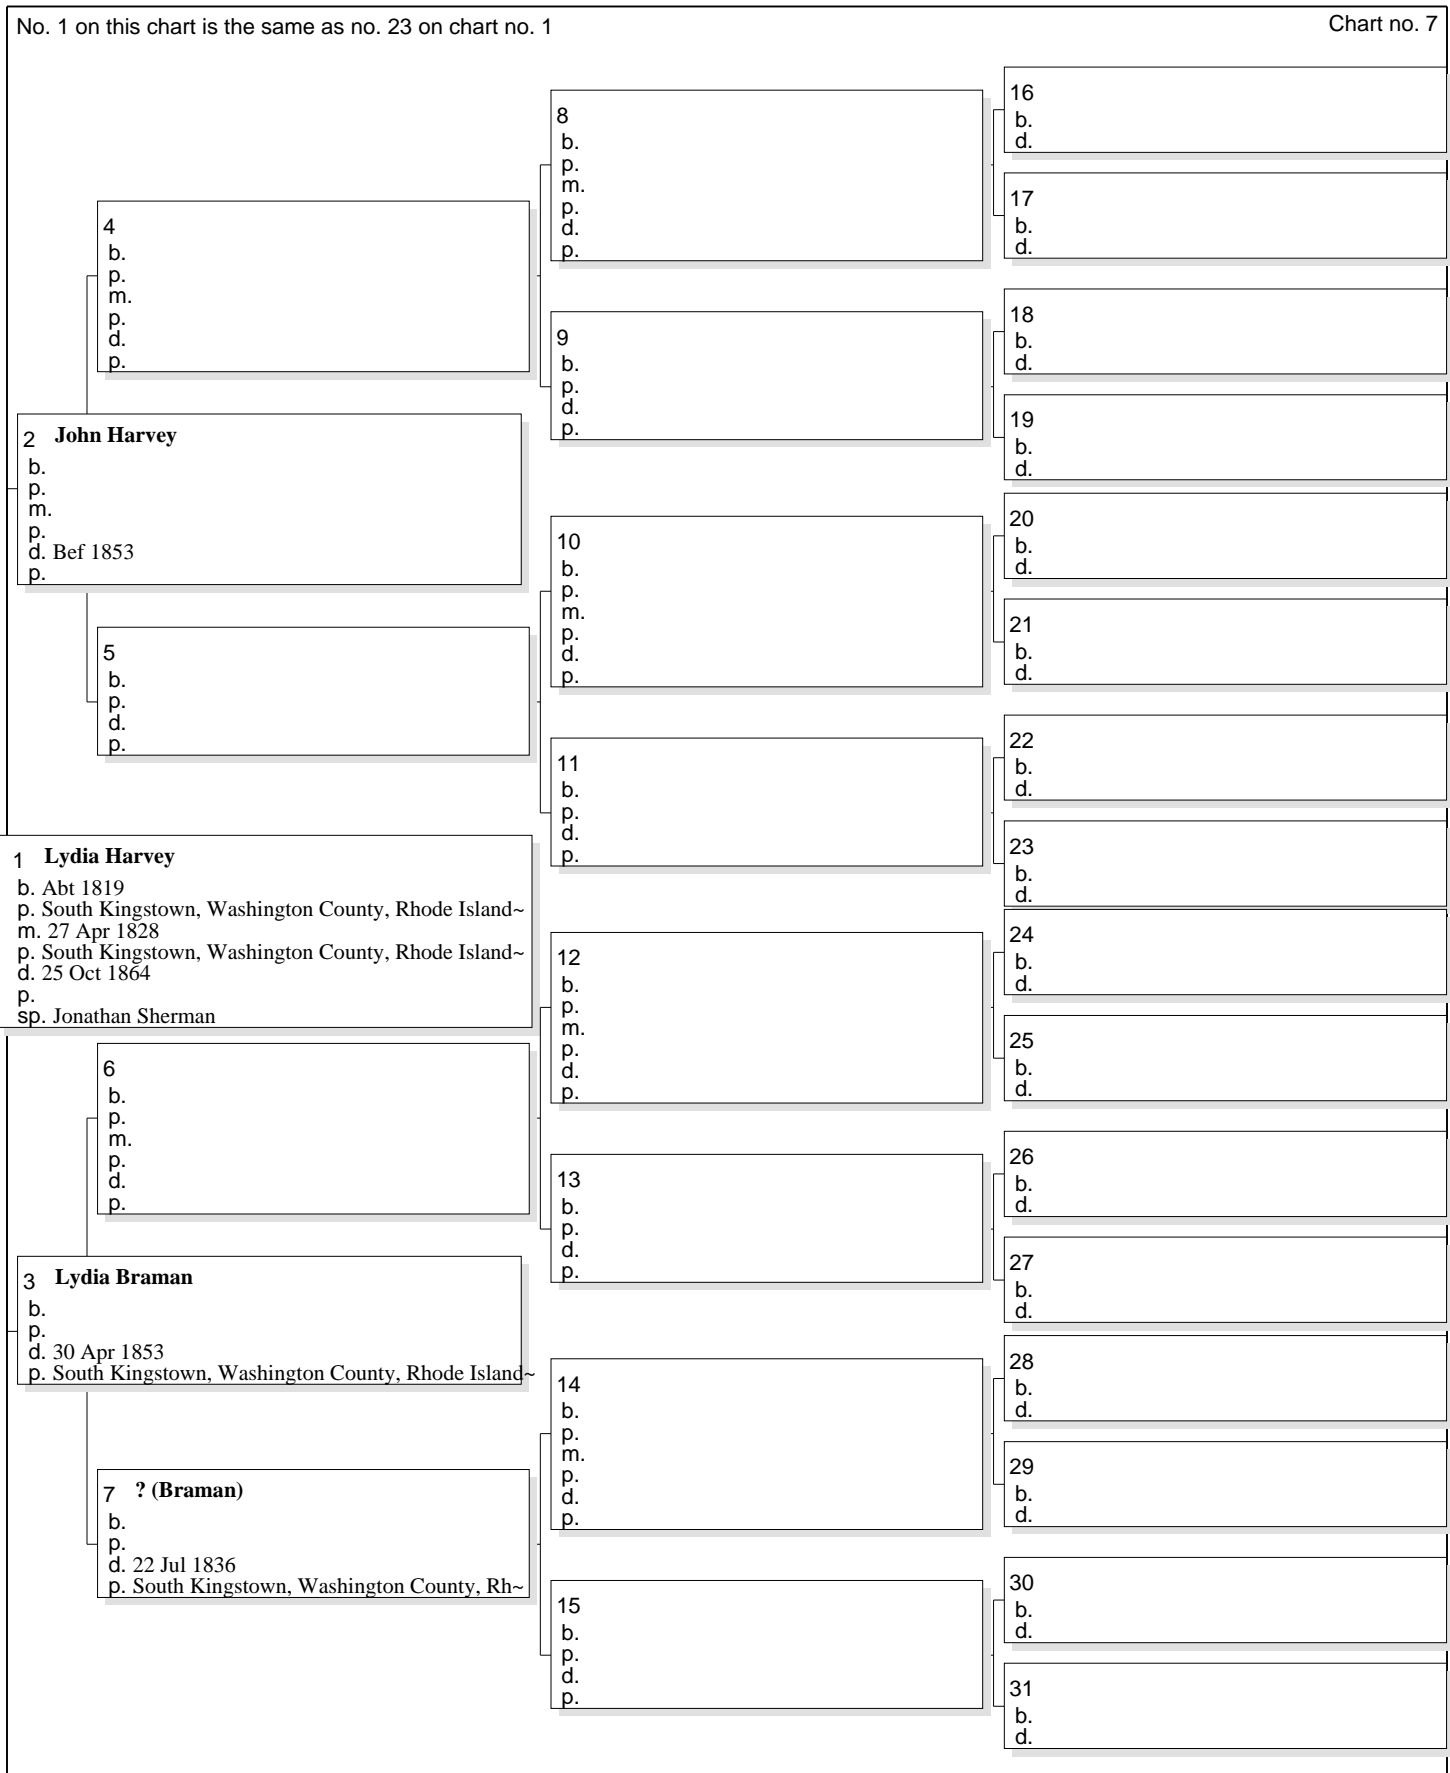 No. 1 on this chart is the same as no. 23 on chart no. 1
Chart no. 7
1 Lydia Harvey
b. Abt 1819
p. South Kingstown, Washington County, Rhode Island~
m. 27 Apr 1828
p. South Kingstown, Washington County, Rhode Island~
d. 25 Oct 1864
p.
sp. Jonathan Sherman
2 John Harvey
b.
p.
m.
p.
d. Bef 1853
p.
3 Lydia Braman
b.
p.
d. 30 Apr 1853
p. South Kingstown, Washington County, Rhode Island~
4
b.
p.
m.
p.
d.
p.
5
b.
p.
d.
p.
6
b.
p.
m.
p.
d.
p.
7 ? (Braman)
b.
p.
d. 22 Jul 1836
p. South Kingstown, Washington County, Rh~
8
b.
p.
m.
p.
d.
p.
9
b.
p.
d.
p.
10
b.
p.
m.
p.
d.
p.
11
b.
p.
d.
p.
12
b.
p.
m.
p.
d.
p.
13
b.
p.
d.
p.
14
b.
p.
m.
p.
d.
p.
15
b.
p.
d.
p.
16
b.
d.
17
b.
d.
18
b.
d.
19
b.
d.
20
b.
d.
21
b.
d.
22
b.
d.
23
b.
d.
24
b.
d.
25
b.
d.
26
b.
d.
27
b.
d.
28
b.
d.
29
b.
d.
30
b.
d.
31
b.
d.